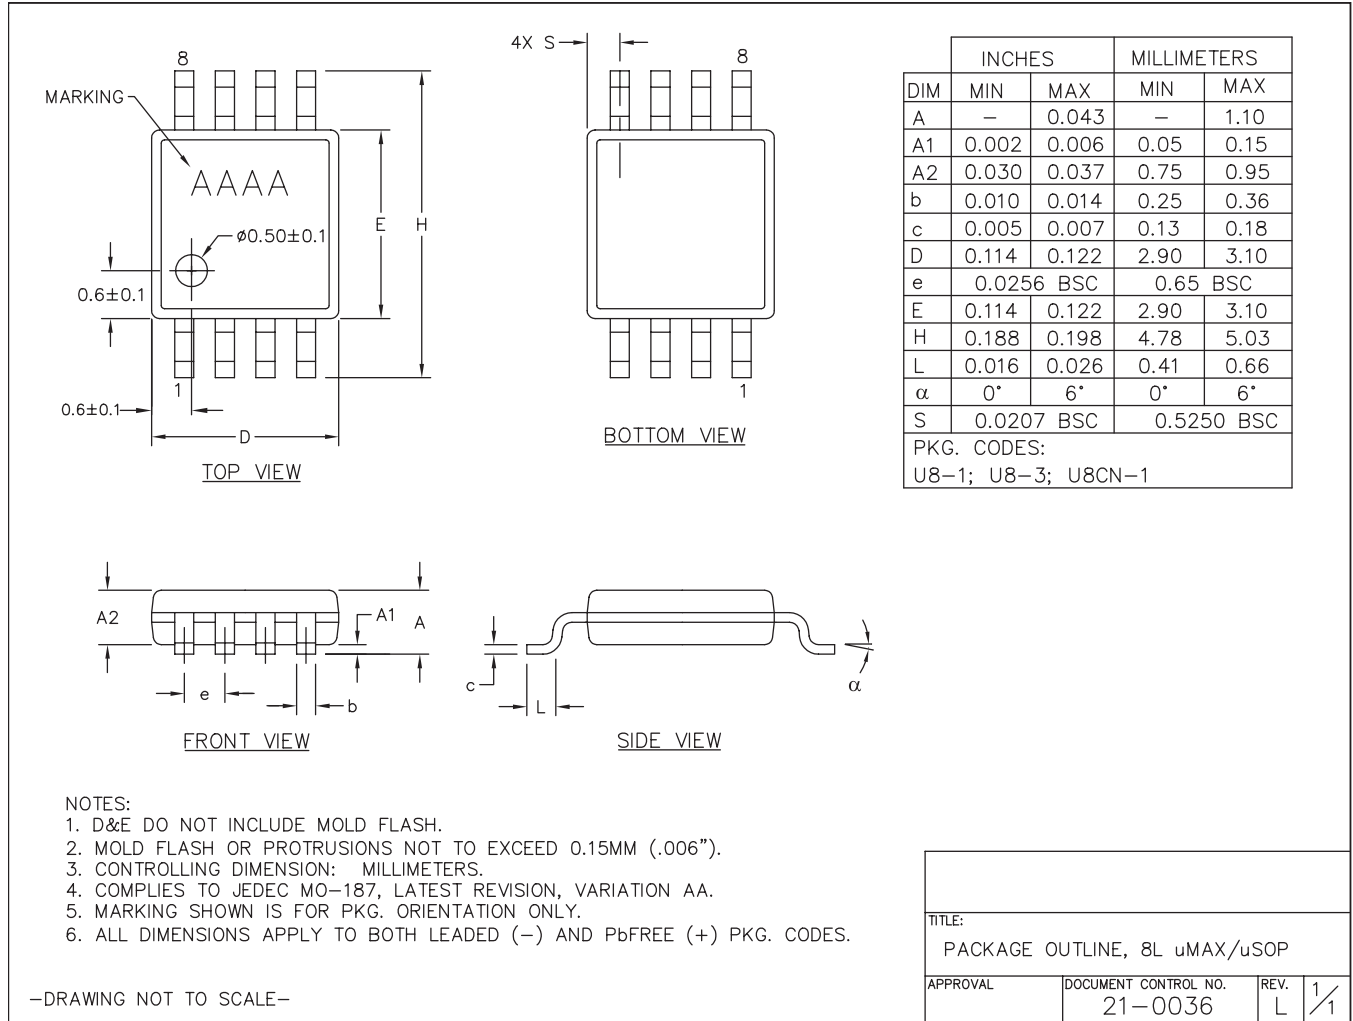 8
MARKING
AAAA
ø0.50±0.1
E
H
0.6±0.1
1
0.6±0.1
D
TOP VIEW
4X S
8
1
BOTTOM VIEW
INCHES MILLIMETERS
DIM MIN MAX MIN MAX
A – 0.043 – 1.10
A1 0.002 0.006 0.05 0.15
A2 0.030 0.037 0.75 0.95
b 0.010 0.014 0.25 0.36
c 0.005 0.007 0.13 0.18
D 0.114 0.122 2.90 3.10
e 0.0256 BSC 0.65 BSC
E 0.114 0.122 2.90 3.10
H 0.188 0.198 4.78 5.03
L 0.016 0.026 0.41 0.66
α 0° 6° 0° 6°
S 0.0207 BSC 0.5250 BSC
PKG. CODES:
U8–1; U8–3; U8CN–1
A2
A1
A
e
b
FRONT VIEW
c
L
α
SIDE VIEW
NOTES:
1. D&E DO NOT INCLUDE MOLD FLASH.
2. MOLD FLASH OR PROTRUSIONS NOT TO EXCEED 0.15MM (.006").
3. CONTROLLING DIMENSION: MILLIMETERS.
4. COMPLIES TO JEDEC MO–187, LATEST REVISION, VARIATION AA.
5. MARKING SHOWN IS FOR PKG. ORIENTATION ONLY.
6. ALL DIMENSIONS APPLY TO BOTH LEADED (–) AND PbFREE (+) PKG. CODES.
–DRAWING NOT TO SCALE–
TITLE:
PACKAGE OUTLINE, 8L uMAX/uSOP
APPROVAL DOCUMENT CONTROL NO. REV.
21–0036 L 1/1